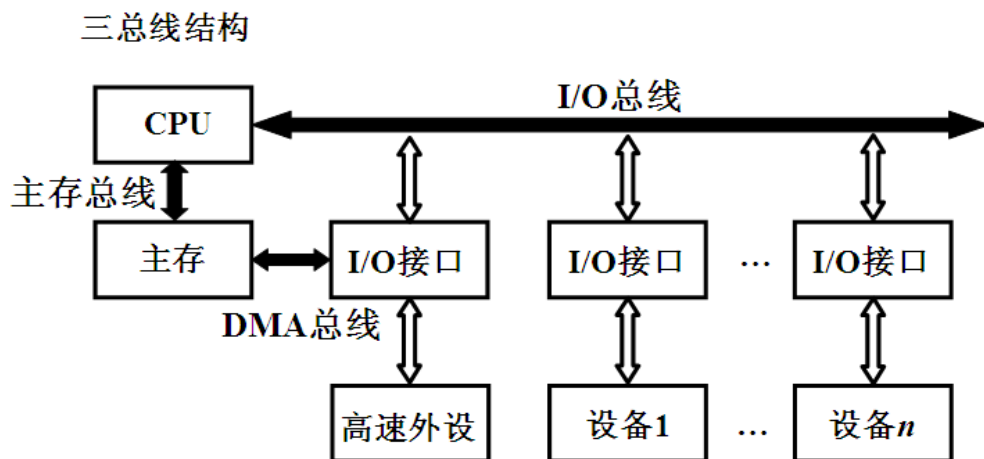 三总线结构
I/O总线
CPU
主存总线
主存
I/O接口
I/O接口
...
I/O接口
DMA总线
高速外设
设备1
...
设备n